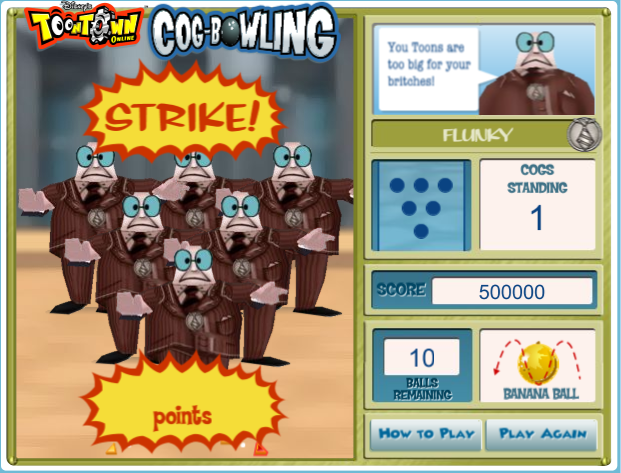 Disney's
TOONTOWN
ONLINE
COG-BOWLING
You Toons are
too big for your
britches!
STRIKE!
FLUNKY
COGS
STANDING
1
SCORE 500000
10
BALLS
REMAINING
BANANA BALL
points
HOW TO PLAY PLAY AGAIN